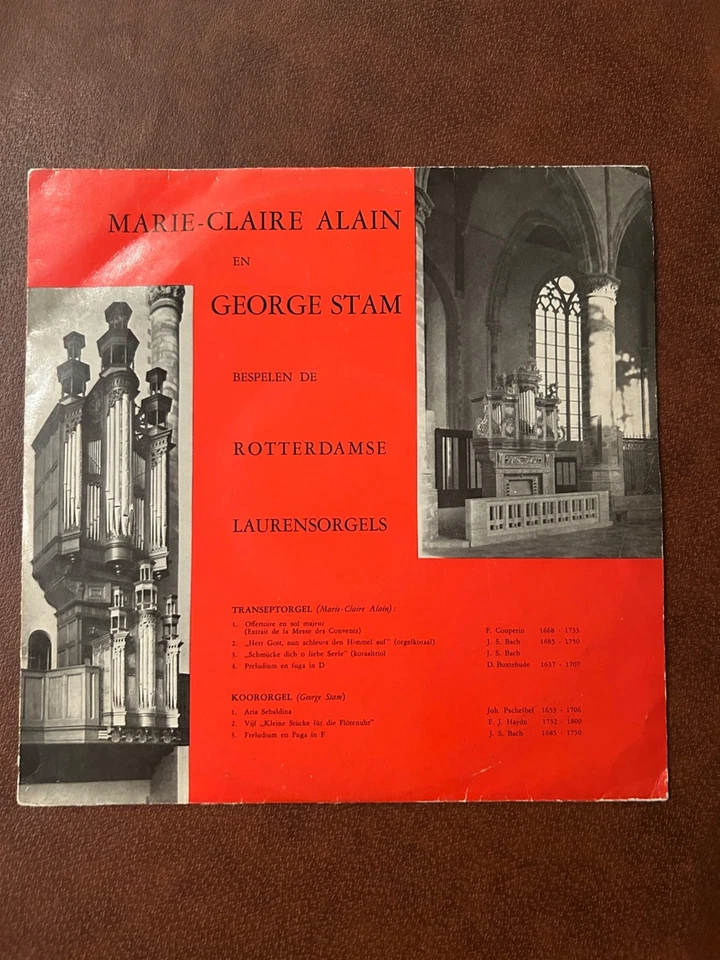 MARIE-CLAIRE ALAIN
EN
GEORGE STAM
BESPELEN DE
ROTTERDAMSE
LAURENSORGELS
TRANSEPTORGEL (Marie-Claire Alain):
1. Offertoire en sol majeur
(Extrait de la Messe des Convents) F. Couperin 1668 - 1733
2. „Herr Gott, nun schleuss den Himmel auf” (orgelkoraal) J. S. Bach 1685 - 1750
3. „Schmücke dich o liebe Seele” (koraaltrio) J. S. Bach
4. Preludium en fuga in D D. Buxtehude 1637 - 1707
KOORORGEL (George Stam)
1. Aria Sebaldina Joh. Pachelbel 1653 - 1706
2. Vijf „Kleine Stücke für die Flötenuhr” F. J. Haydn 1732 - 1809
3. Preludium en Fuga in F J. S. Bach 1685 - 1750